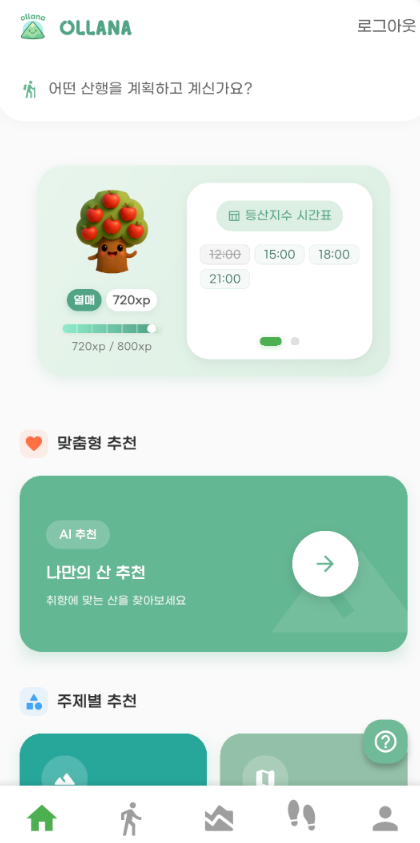 ollana
OLLANA
로그아웃
어떤 산행을 계획하고 계신가요?
등산지수 시간표
12:00 15:00 18:00
21:00
열매 720xp
720xp / 800xp
맞춤형 추천
AI 추천
나만의 산 추천
취향에 맞는 산을 찾아보세요
주제별 추천